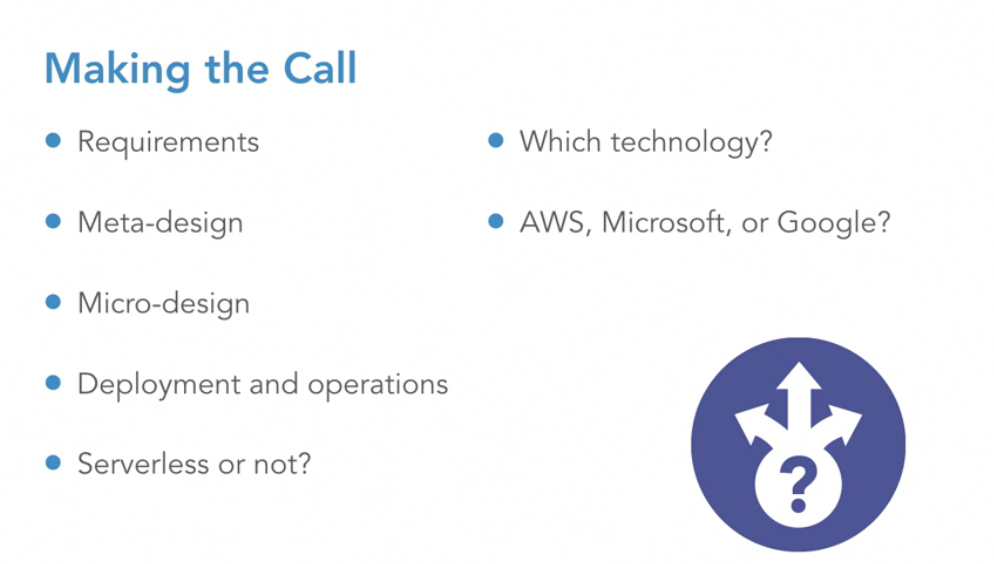 Making the Call
Requirements
Meta-design
Micro-design
Deployment and operations
Serverless or not?
Which technology?
AWS, Microsoft, or Google?
?